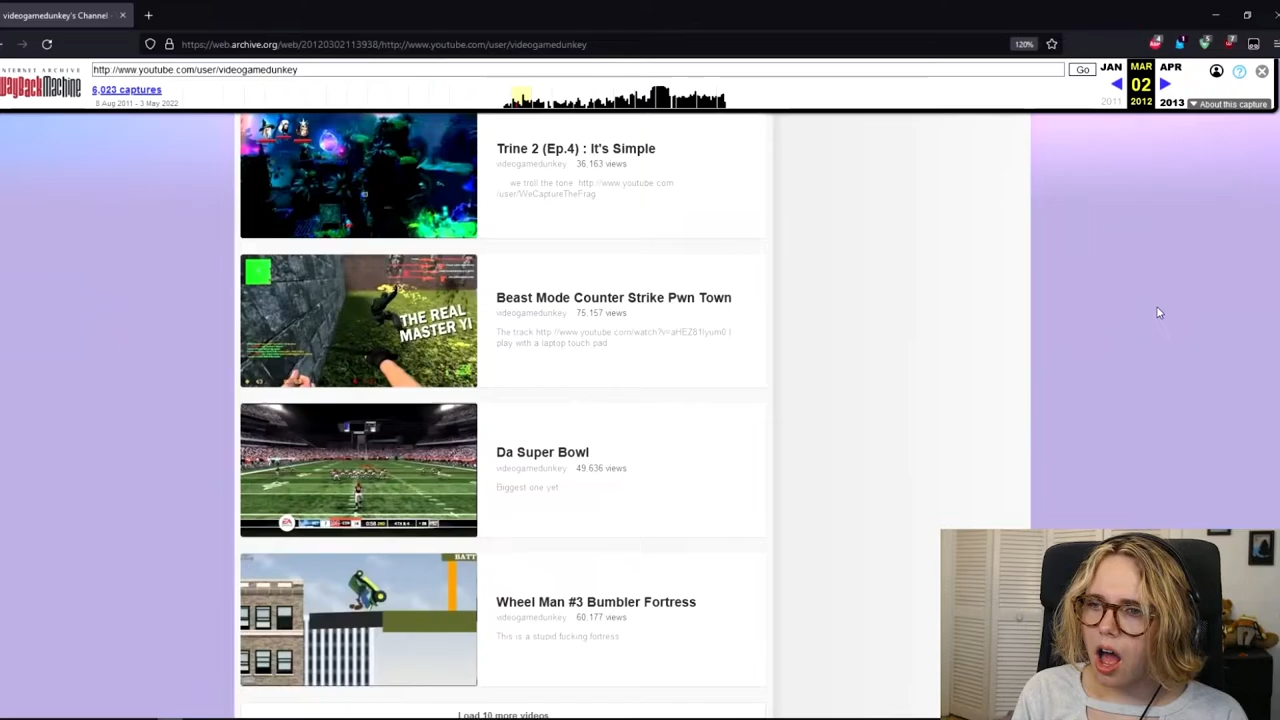 videogamedunkey's Channel
https://web.archive.org/web/20120302113938/http://www.youtube.com/user/videogamedunkey
120%
INTERNET ARCHIVE
WayBackMachine
http://www.youtube.com/user/videogamedunkey
Go
JAN
MAR
APR
6,023 captures
02
8 Aug 2011 - 3 May 2022
2011
2012
2013
About this capture
Trine 2 (Ep.4) : It's Simple
videogamedunkey 36,163 views
we troll the tone http://www.youtube.com
/user/WeCaptureTheFrag
THE REAL
MASTER YI
Beast Mode Counter Strike Pwn Town
videogamedunkey 75,157 views
play with a laptop touch pad
Da Super Bowl
videogamedunkey 49,636 views
Biggest one yet
BATT
Wheel Man #3 Bumbler Fortress
videogamedunkey 60,177 views
This is a stupid fucking fortress
Load 10 more videos